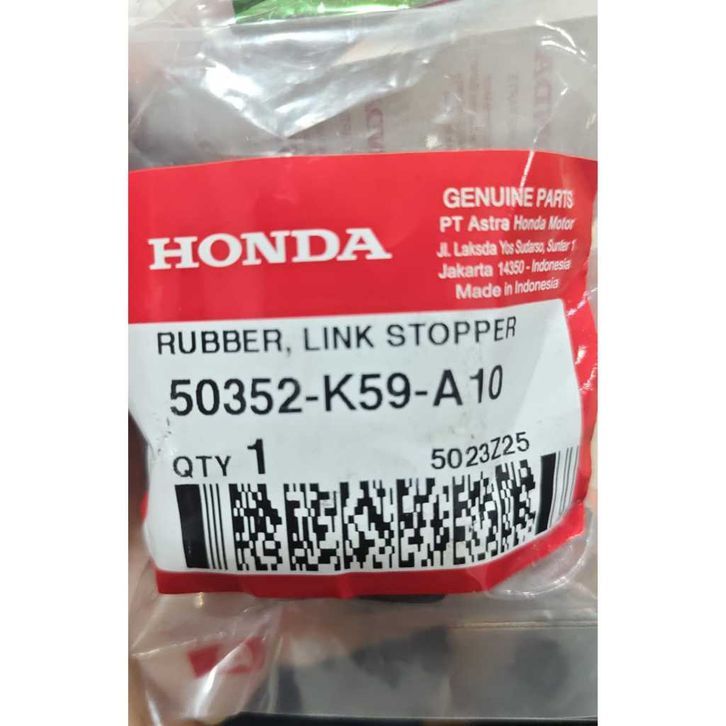 GENUINE PARTS
PT Astra Honda Motor
Jl. Laksda Yos Sudarso, Sunter 1
Jakarta 14350 - Indonesia
Made in Indonesia
HONDA
RUBBER, LINK STOPPER
50352-K59-A10
QTY 1
5023Z25